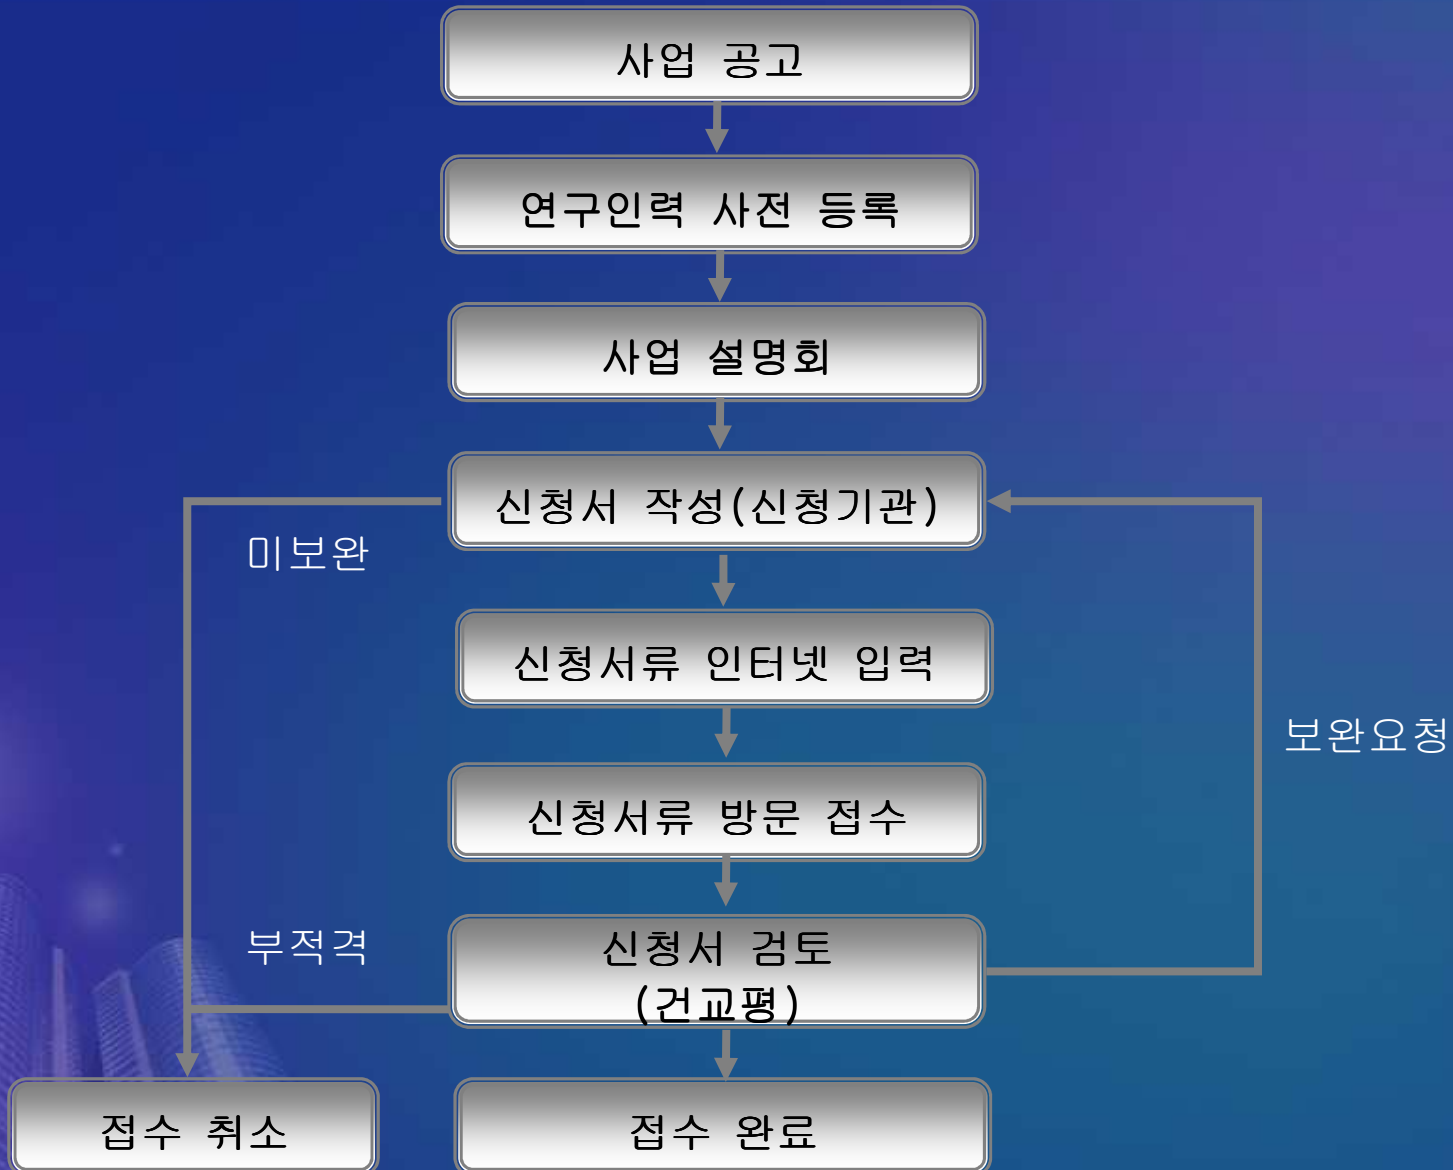 사업 공고
연구인력 사전 등록
사업 설명회
신청서 작성(신청기관)
미보완
신청서류 인터넷 입력
보완요청
신청서류 방문 접수
부적격
신청서 검토
(건교평)
접수 취소
접수 완료